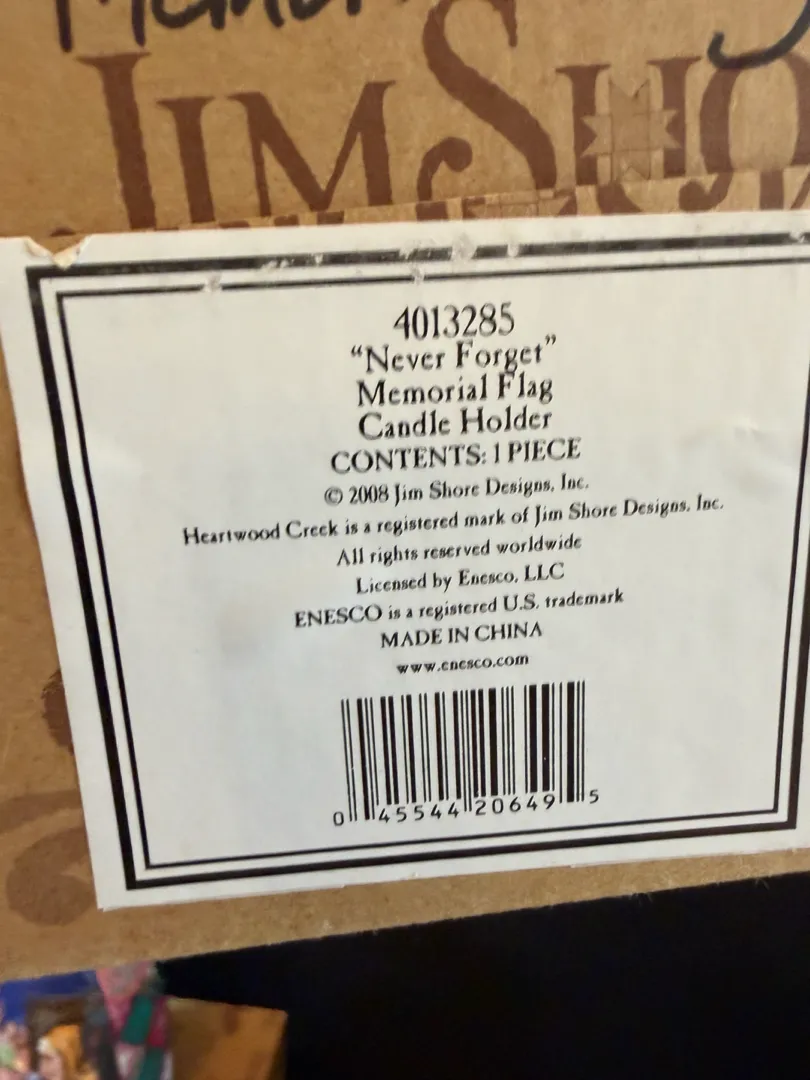 JIM SHO
4013285
“Never Forget”
Memorial Flag
Candle Holder
CONTENTS: 1 PIECE
© 2008 Jim Shore Designs, Inc.
Heartwood Creek is a registered mark of Jim Shore Designs, Inc.
All rights reserved worldwide
Licensed by Enesco, LLC
ENESCO is a registered U.S. trademark
MADE IN CHINA
www.enesco.com
0 45544 20649 5